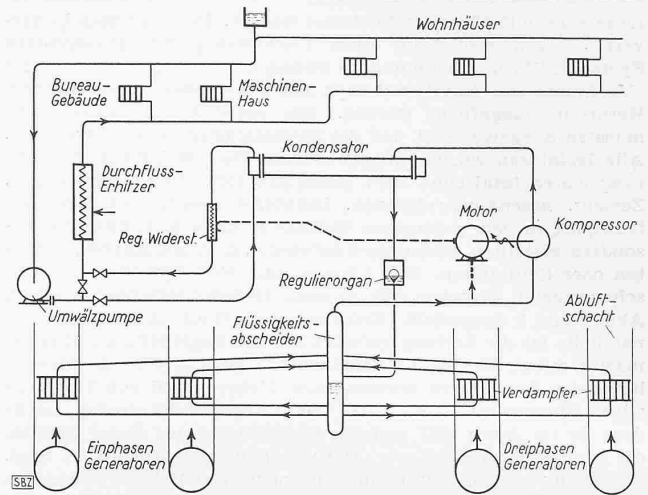 Wohnhäuser
Bureau-
Gebäude
Maschinen-
Haus
Kondensator
Durchfluss-
Erhitzer
Motor
Kompressor
Reg. Widerst.
Regulierorgan
Umwälzpumpe
Flüssigkeits-
abscheider
Abluft-
schacht
Verdampfer
Einphasen
Generatoren
Dreiphasen
Generatoren
SBZ